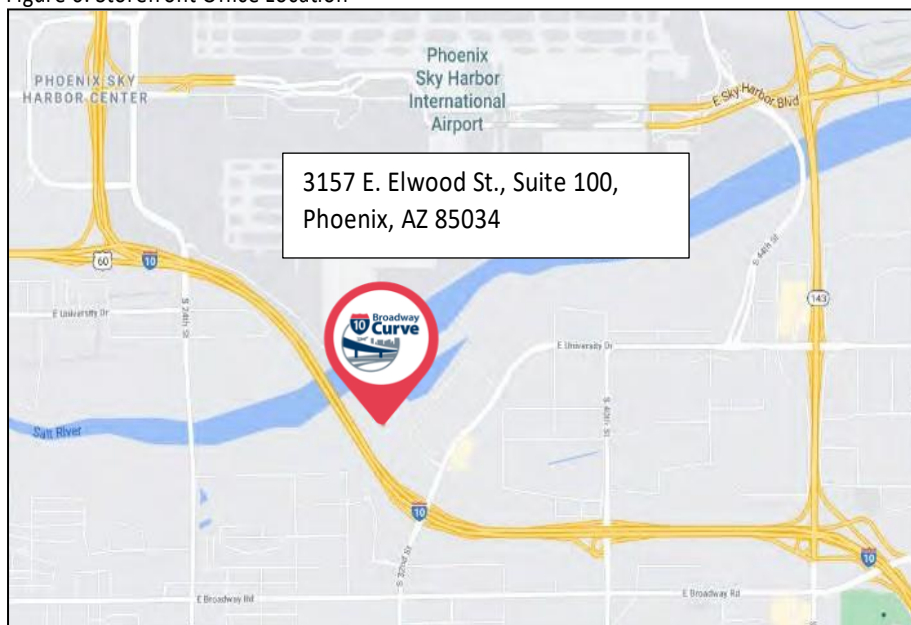 Figure 6: Storefront Office Location
Phoenix
Sky Harbor
International
Airport
PHOENIX SKY
HARBOR CENTER
E Sky Harbor Blvd
3157 E. Elwood St., Suite 100,
Phoenix, AZ 85034
60
10
S 24th St
S 44th St
143
E University Dr
10 Broadway
Curve
E University Dr
S 40th St
Salt River
10
S 32nd St
10
E Broadway Rd
E Broadway Rd